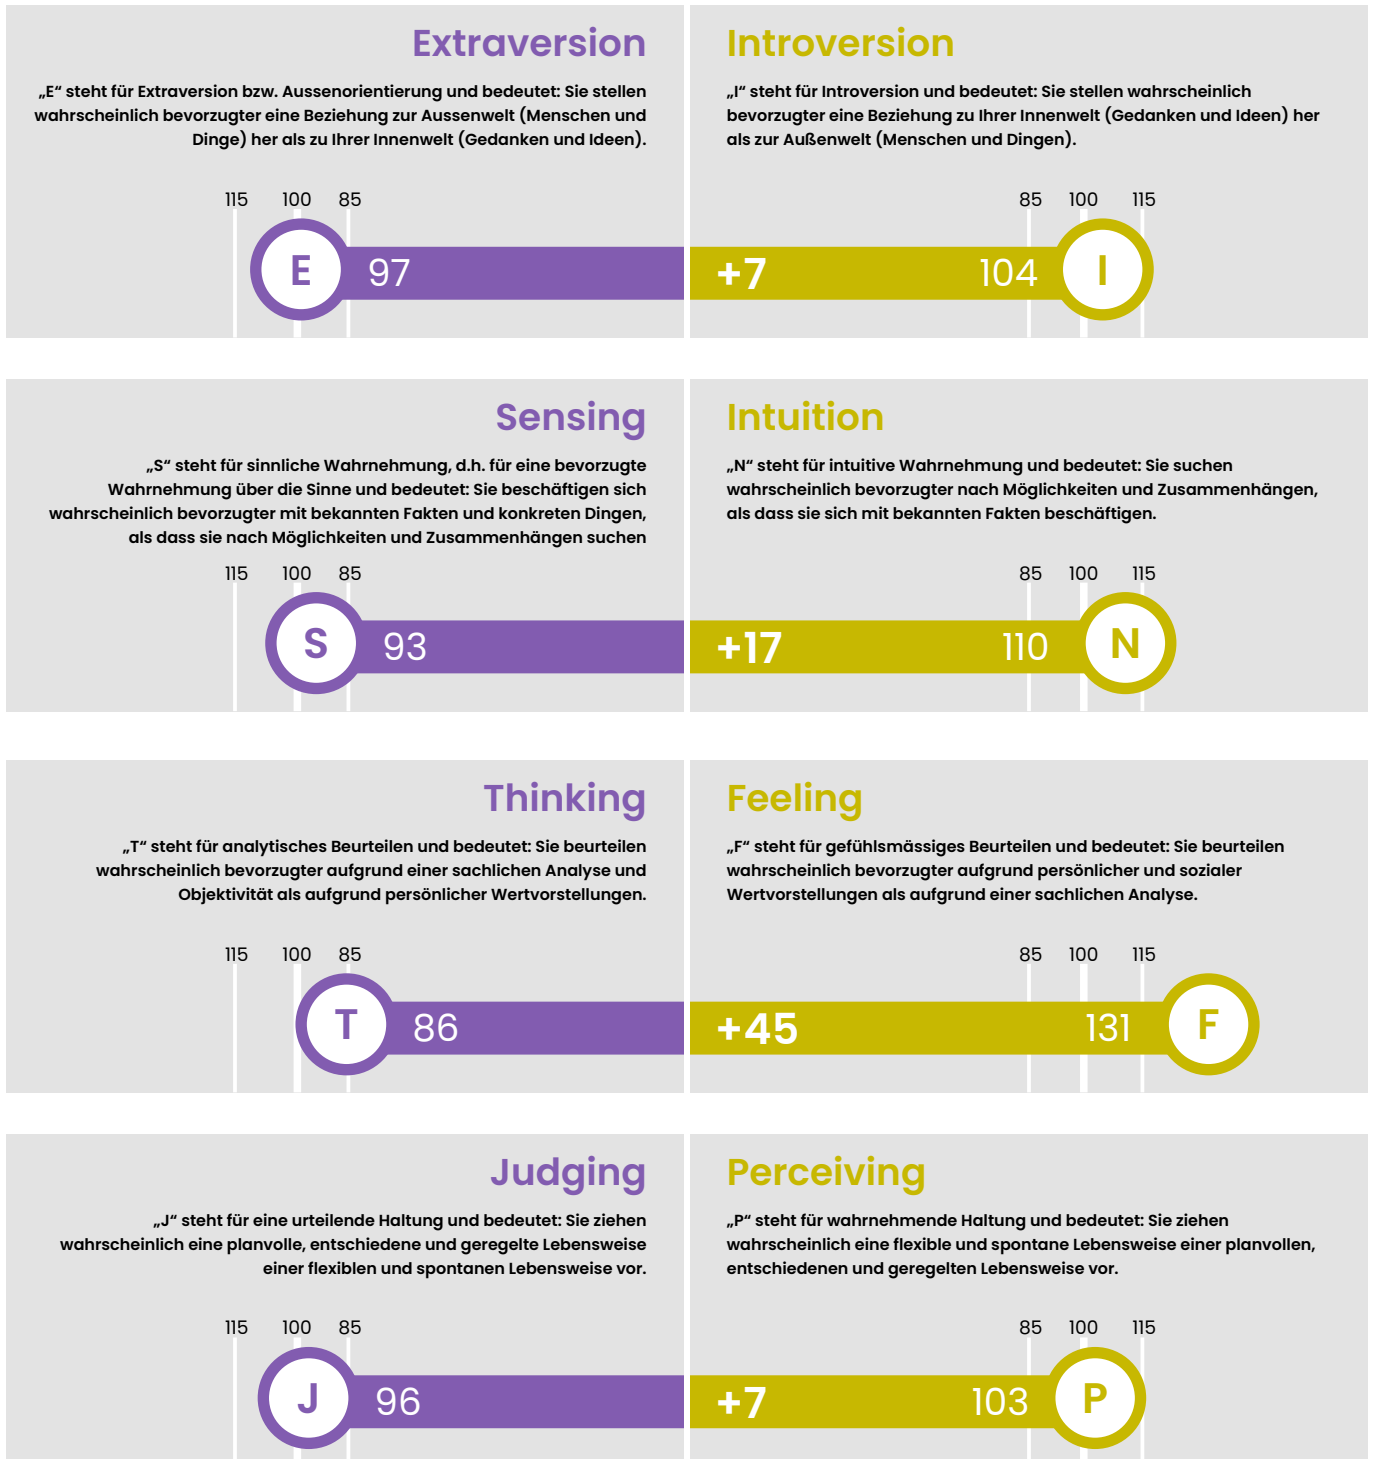 Extraversion
„E“ steht für Extraversion bzw. Aussenorientierung und bedeutet: Sie stellen
wahrscheinlich bevorzugter eine Beziehung zur Aussenwelt (Menschen und
Dinge) her als zu Ihrer Innenwelt (Gedanken und Ideen).
115 100 85
E 97
Introversion
„I“ steht für Introversion und bedeutet: Sie stellen wahrscheinlich
bevorzugter eine Beziehung zu Ihrer Innenwelt (Gedanken und Ideen) her
als zur Außenwelt (Menschen und Dingen).
85 100 115
+7 104 I
Sensing
„S“ steht für sinnliche Wahrnehmung, d.h. für eine bevorzugte
Wahrnehmung über die Sinne und bedeutet: Sie beschäftigen sich
wahrscheinlich bevorzugter mit bekannten Fakten und konkreten Dingen,
als dass sie nach Möglichkeiten und Zusammenhängen suchen
115 100 85
S 93
Intuition
„N“ steht für intuitive Wahrnehmung und bedeutet: Sie suchen
wahrscheinlich bevorzugter nach Möglichkeiten und Zusammenhängen,
als dass sie sich mit bekannten Fakten beschäftigen.
85 100 115
+17 110 N
Thinking
„T“ steht für analytisches Beurteilen und bedeutet: Sie beurteilen
wahrscheinlich bevorzugter aufgrund einer sachlichen Analyse und
Objektivität als aufgrund persönlicher Wertvorstellungen.
115 100 85
T 86
Feeling
„F“ steht für gefühlsmässiges Beurteilen und bedeutet: Sie beurteilen
wahrscheinlich bevorzugter aufgrund persönlicher und sozialer
Wertvorstellungen als aufgrund einer sachlichen Analyse.
85 100 115
+45 131 F
Judging
„J“ steht für eine urteilende Haltung und bedeutet: Sie ziehen
wahrscheinlich eine planvolle, entschiedene und geregelte Lebensweise
einer flexiblen und spontanen Lebensweise vor.
115 100 85
J 96
Perceiving
„P“ steht für wahrnehmende Haltung und bedeutet: Sie ziehen
wahrscheinlich eine flexible und spontane Lebensweise einer planvollen,
entschiedenen und geregelten Lebensweise vor.
85 100 115
+7 103 P